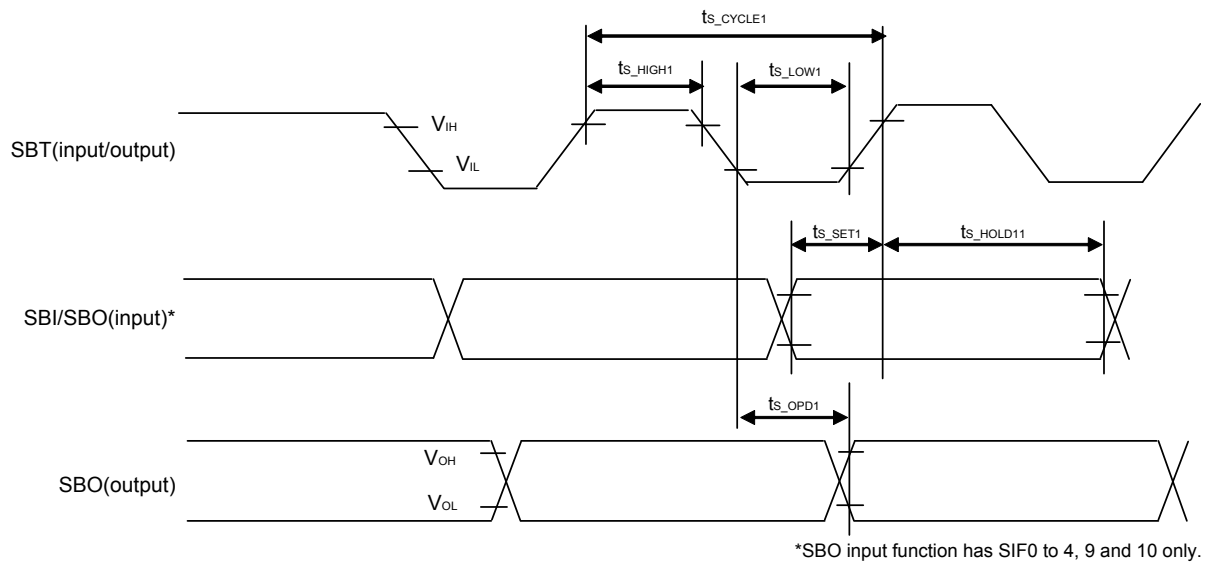 tS_CYCLE1
tS_HIGH1
tS_LOW1
VIH
SBT(input/output)
VIL
tS_SET1
tS_HOLD11
SBI/SBO(input)*
tS_OPD1
VOH
SBO(output)
VOL
*SBO input function has SIF0 to 4, 9 and 10 only.